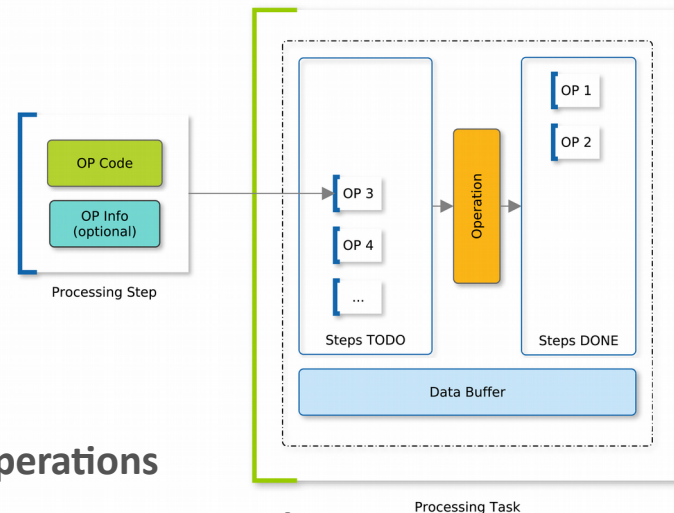 OP Code
OP Info
(optional)
Processing Step
OP 3
OP 4
...
Steps TODO
Operation
OP 1
OP 2
Steps DONE
Data Buffer
Processing Task
perations